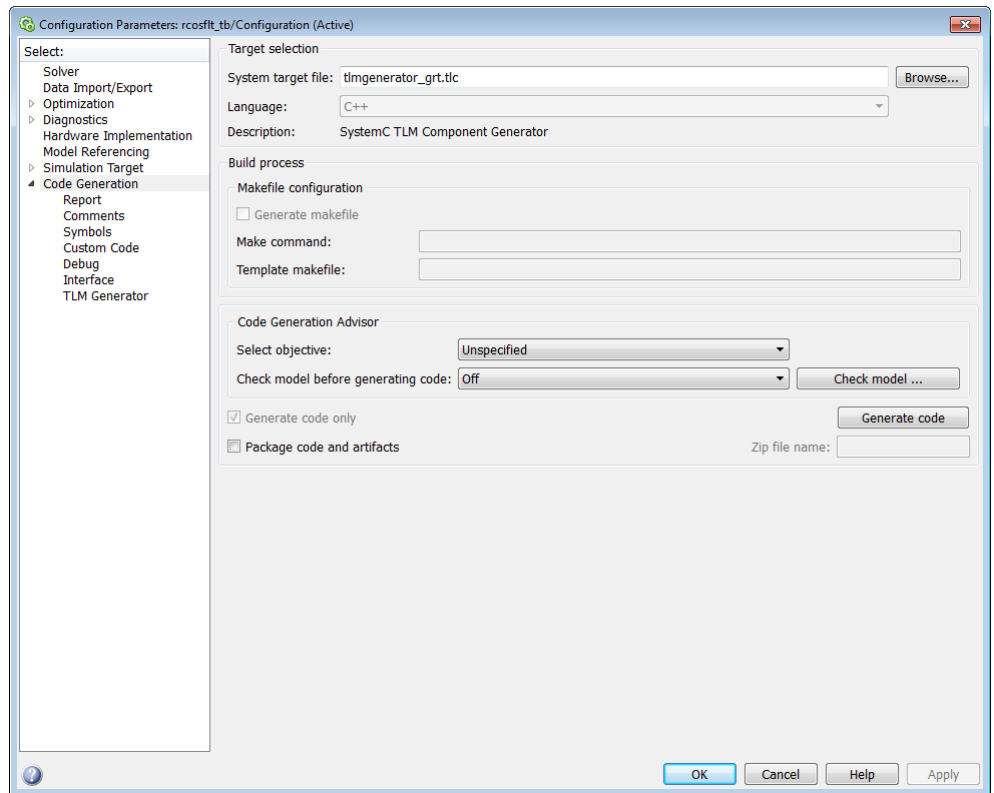 Configuration Parameters: rcosflt_tb/Configuration (Active)
Select:
Solver
Data Import/Export
Optimization
Diagnostics
Hardware Implementation
Model Referencing
Simulation Target
Code Generation
Report
Comments
Symbols
Custom Code
Debug
Interface
TLM Generator
Target selection
System target file: tlmgenerator_grt.tlc Browse...
Language: C++
Description: SystemC TLM Component Generator
Build process
Makefile configuration
Generate makefile
Make command:
Template makefile:
Code Generation Advisor
Select objective: Unspecified
Check model before generating code: Off Check model ...
Generate code only Generate code
Package code and artifacts Zip file name:
? OK Cancel Help Apply